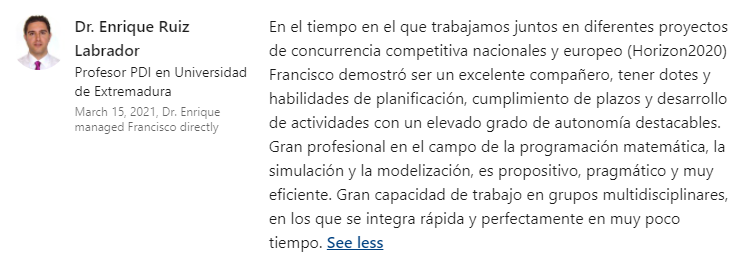 Dr. Enrique Ruiz
Labrador
Profesor PDI en Universidad
de Extremadura
March 15, 2021, Dr. Enrique
managed Francisco directly
En el tiempo en el que trabajamos juntos en diferentes proyectos
de concurrencia competitiva nacionales y europeo (Horizon2020)
Francisco demostró ser un excelente compañero, tener dotes y
habilidades de planificación, cumplimiento de plazos y desarrollo
de actividades con un elevado grado de autonomía destacables.
Gran profesional en el campo de la programación matemática, la
simulación y la modelización, es propositivo, pragmático y muy
eficiente. Gran capacidad de trabajo en grupos multidisciplinares,
en los que se integra rápida y perfectamente en muy poco
tiempo. See less